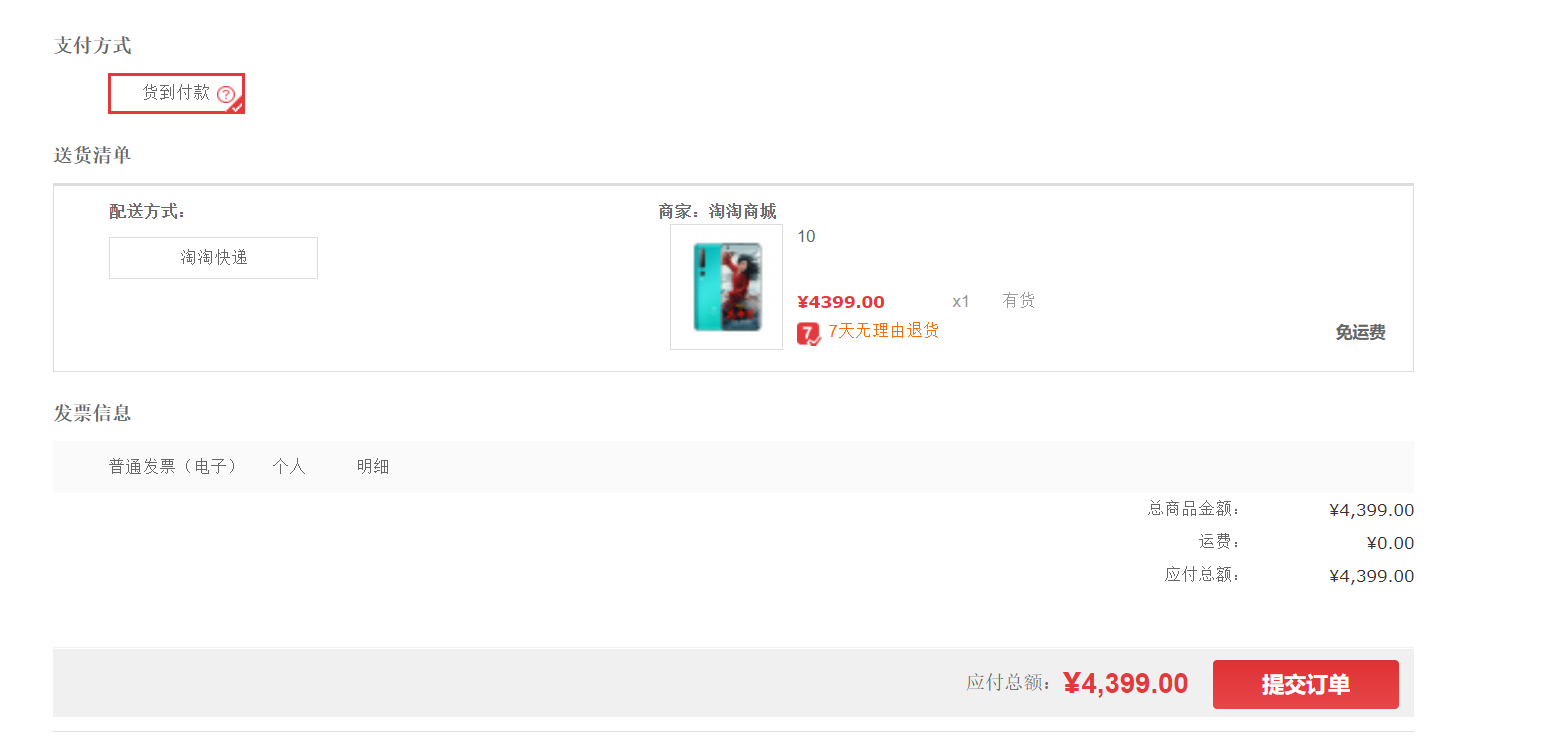 支付方式
货到付款 ?
送货清单
配送方式：
淘淘快递
商家：淘淘商城
10
¥4399.00 x1 有货
7 7天无理由退货
免运费
发票信息
普通发票（电子） 个人 明细
总商品金额： ¥4,399.00
运费： ¥0.00
应付总额： ¥4,399.00
应付总额：¥4,399.00 提交订单